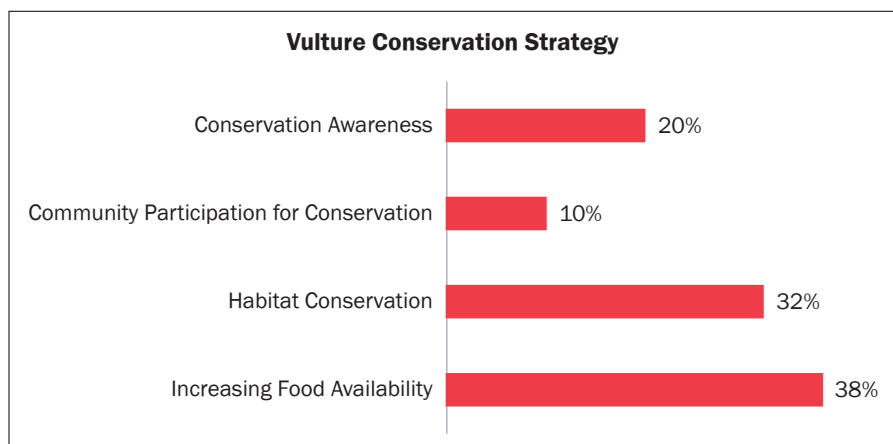 Vulture Conservation Strategy
Conservation Awareness 20%
Community Participation for Conservation 10%
Habitat Conservation 32%
Increasing Food Availability 38%